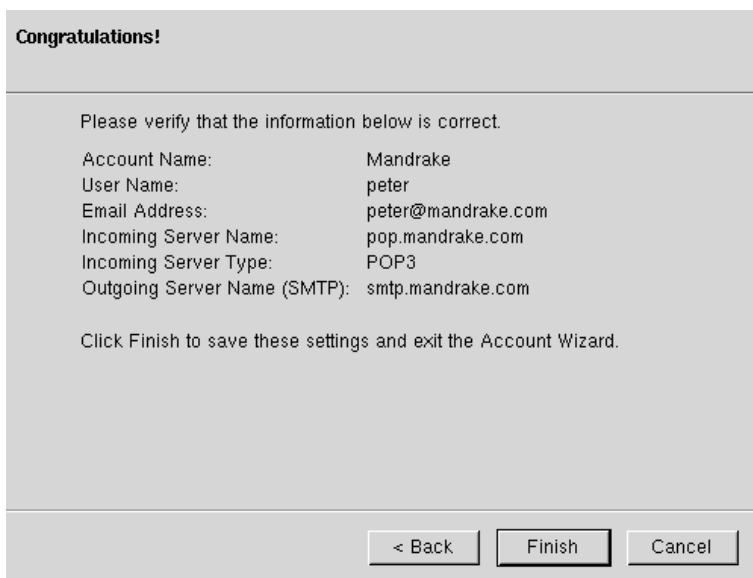 Congratulations!
Please verify that the information below is correct.
Account Name: Mandrake
User Name: peter
Email Address: peter@mandrake.com
Incoming Server Name: pop.mandrake.com
Incoming Server Type: POP3
Outgoing Server Name (SMTP): smtp.mandrake.com
Click Finish to save these settings and exit the Account Wizard.
< Back Finish Cancel